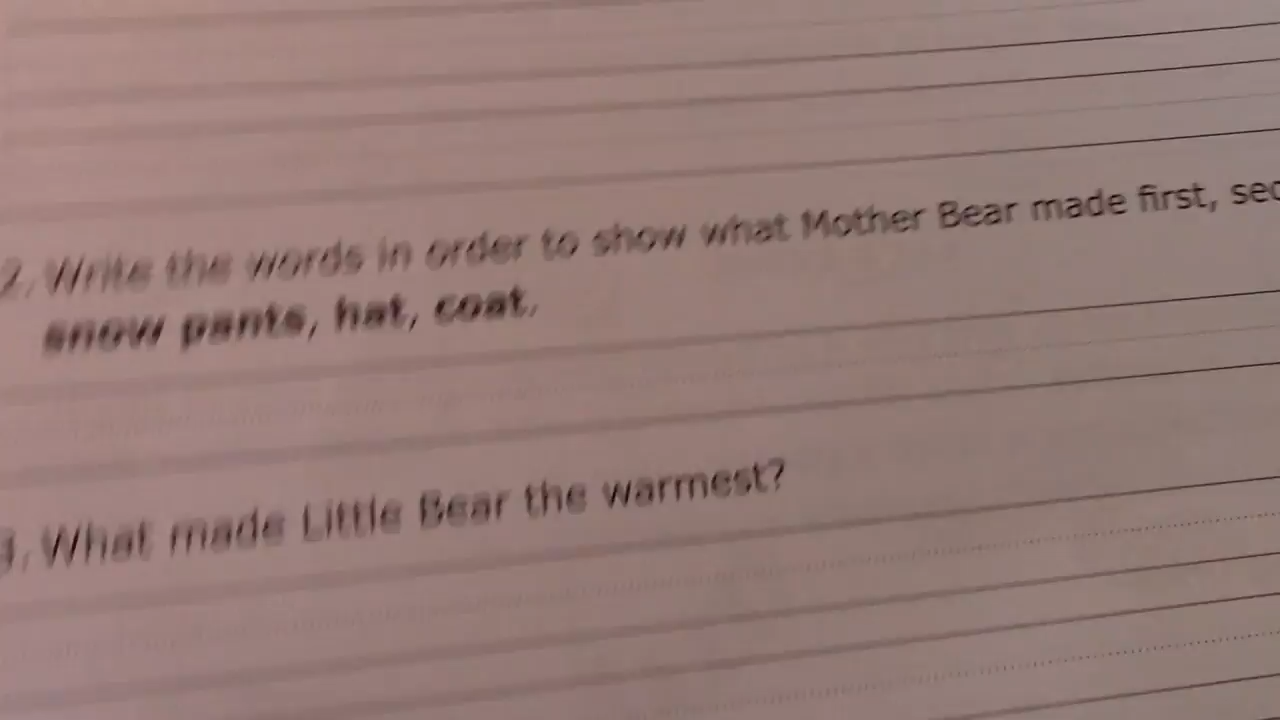 2. Write the words in order to show what Mother Bear made first, sec
snow pants, hat, coat.
3. What made Little Bear the warmest?